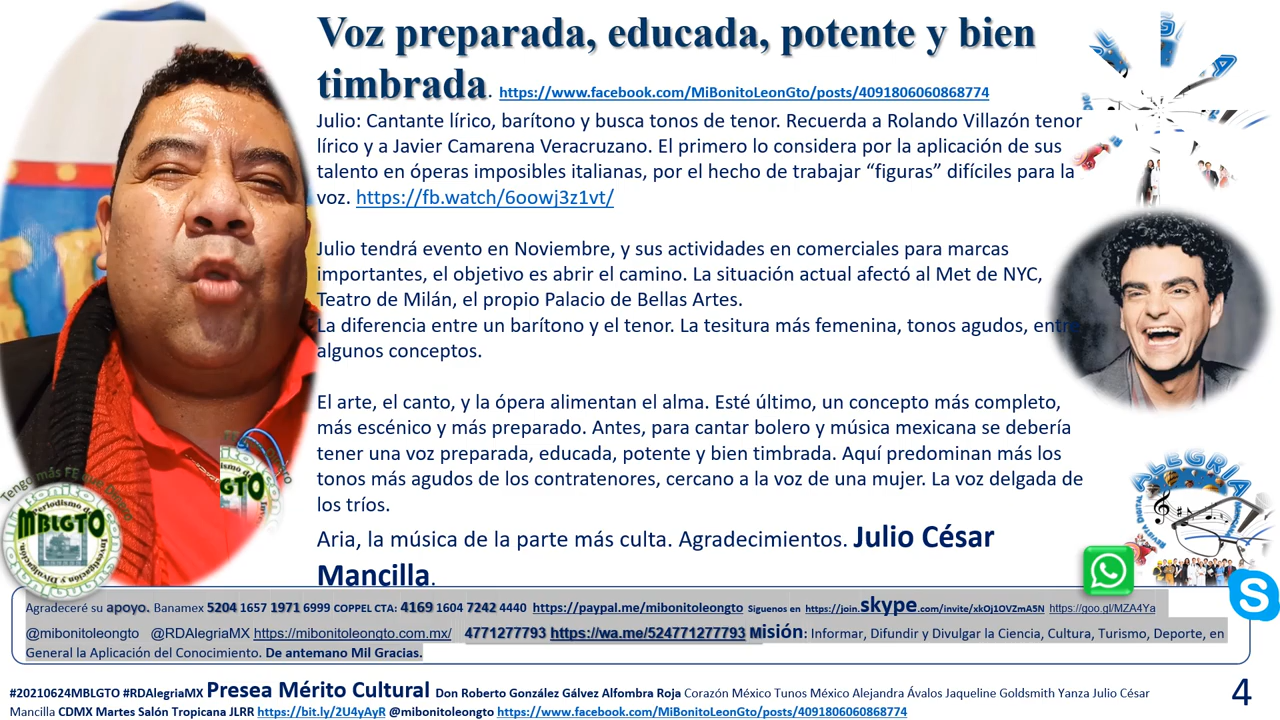 Voz preparada, educada, potente y bien
timbrada. https://www.facebook.com/MiBonitoLeonGto/posts/4091806060868774
Julio: Cantante lírico, barítono y busca tonos de tenor. Recuerda a Rolando Villazón tenor
lírico y a Javier Camarena Veracruzano. El primero lo considera por la aplicación de sus
talento en óperas imposibles italianas, por el hecho de trabajar “figuras” difíciles para la
voz. https://fb.watch/6oowj3z1vt/
Julio tendrá evento en Noviembre, y sus actividades en comerciales para marcas
importantes, el objetivo es abrir el camino. La situación actual afectó al Met de NYC,
Teatro de Milán, el propio Palacio de Bellas Artes.
La diferencia entre un barítono y el tenor. La tesitura más femenina, tonos agudos, entre
algunos conceptos.
El arte, el canto, y la ópera alimentan el alma. Esté último, un concepto más completo,
más escénico y más preparado. Antes, para cantar bolero y música mexicana se debería
tener una voz preparada, educada, potente y bien timbrada. Aquí predominan más los
tonos más agudos de los contratenores, cercano a la voz de una mujer. La voz delgada de
los tríos.
Aria, la música de la parte más culta. Agradecimientos. Julio César
Mancilla.
Tengo más FE que
MBLGTO
GTO
ALEGRIA
Agradeceré su apoyo. Banamex 5204 1657 1971 6999 COPPEL CTA: 4169 1604 7242 4440 https://paypal.me/mibonitoleongto Siguenos en https://join.skype.com/invite/xkOj1OVZmA5N https://goo.gl/MZA4Ya
@mibonitoleongto @RDAlegriaMX https://mibonitoleongto.com.mx/ 4771277793 https://wa.me/524771277793 Misión: Informar, Difundir y Divulgar la Ciencia, Cultura, Turismo, Deporte, en
General la Aplicación del Conocimiento. De antemano Mil Gracias.
#20210624MBLGTO #RDAlegriaMX Presea Mérito Cultural Don Roberto González Gálvez Alfombra Roja Corazón México Tunos México Alejandra Ávalos Jaqueline Goldsmith Yanza Julio César
Mancilla CDMX Martes Salón Tropicana JLRR https://bit.ly/2U4yAyR @mibonitoleongto https://www.facebook.com/MiBonitoLeonGto/posts/4091806060868774
4